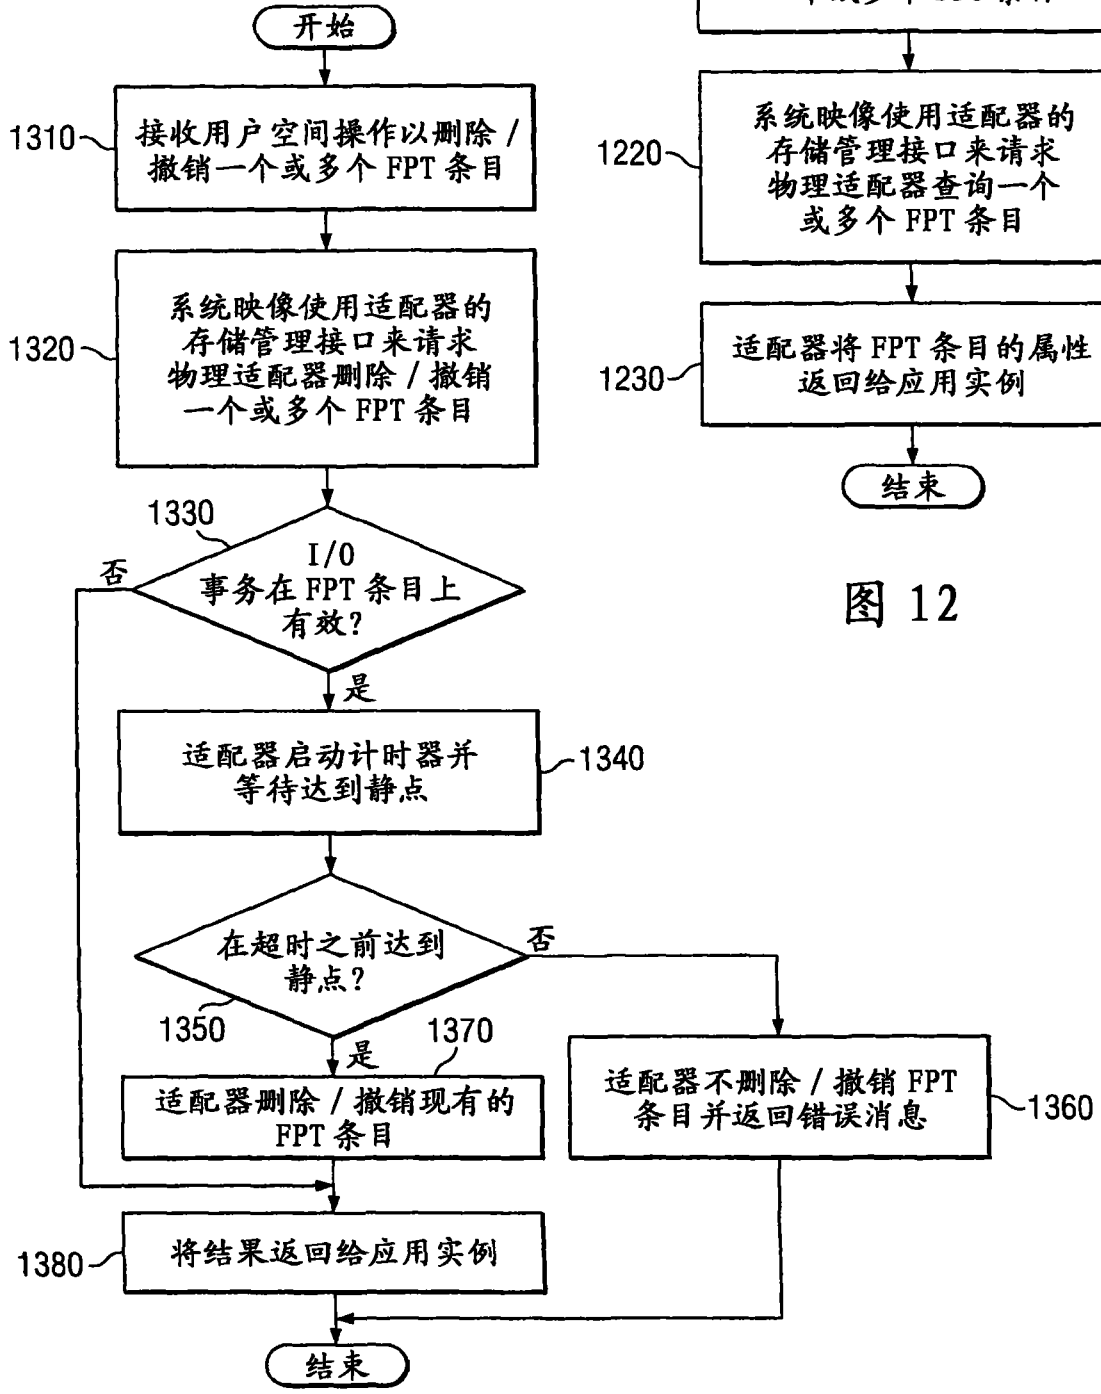 开始
1310
接收用户空间操作以删除/
撤销一个或多个 FPT 条目
1320
系统映像使用适配器的
存储管理接口来请求
物理适配器删除/撤销
一个或多个 FPT 条目
1330
I/O
事务在 FPT 条目上
有效?
否
是
适配器启动计时器并
等待达到静点
1340
在超时之前达到
静点?
1350
否
是
1370
适配器删除/撤销现有的
FPT 条目
适配器不删除/撤销 FPT
条目并返回错误消息
1360
1380
将结果返回给应用实例
结束
1220
系统映像使用适配器的
存储管理接口来请求
物理适配器查询一个
或多个 FPT 条目
1230
适配器将 FPT 条目的属性
返回给应用实例
结束
图 12